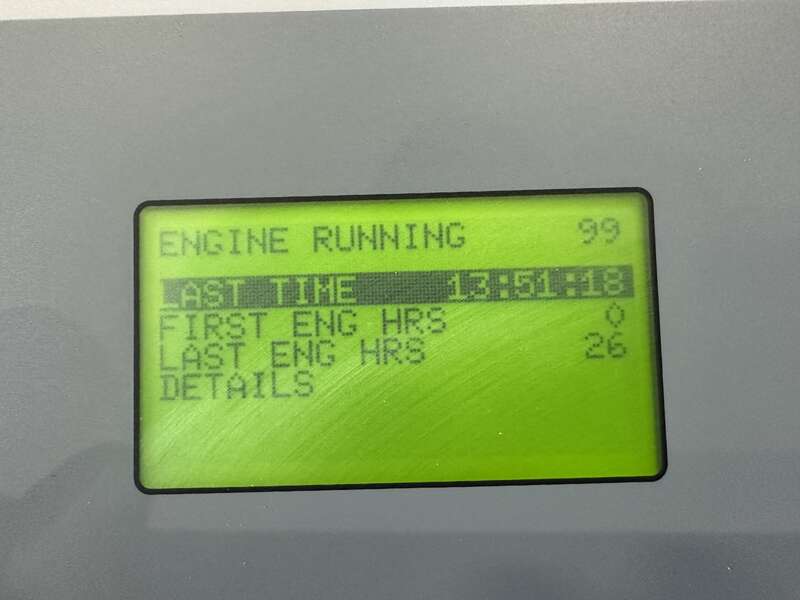 ENGINE RUNNING 99
LAST TIME 13:51:18
FIRST ENG HRS 0
LAST ENG HRS 26
DETAILS